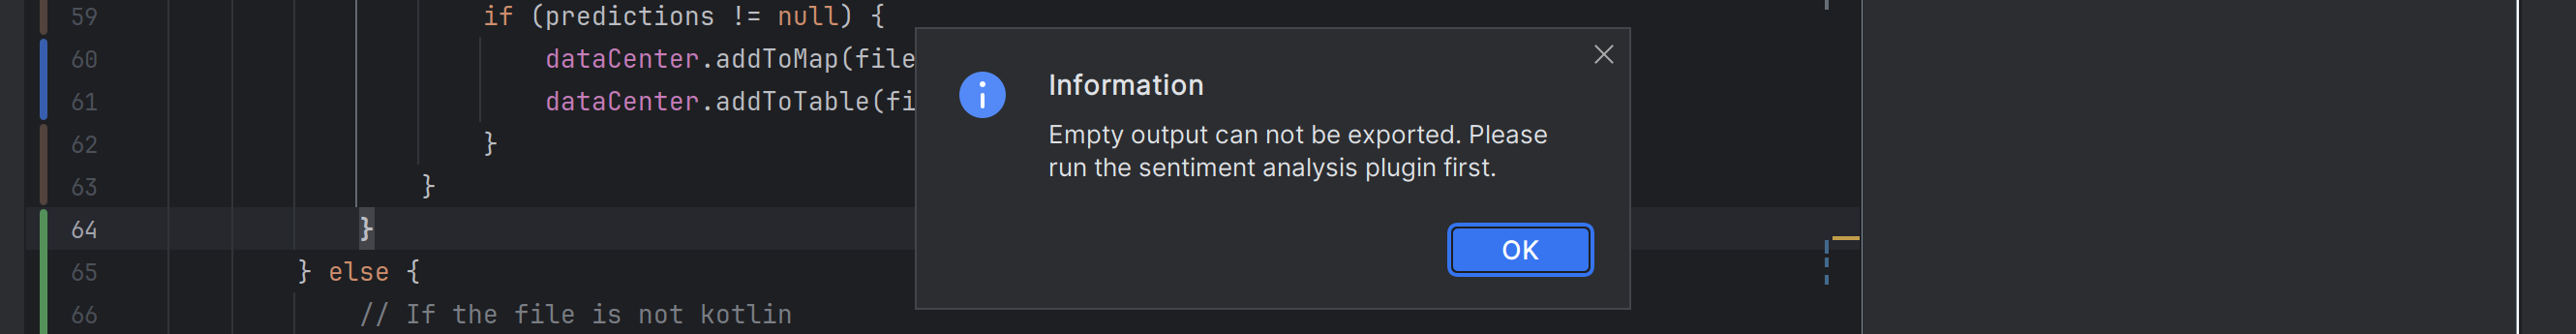 59 if (predictions != null) {
60 dataCenter.addToMap(file
61 dataCenter.addToTable(fi
62 }
63 }
64 }
65 } else {
66 // If the file is not kotlin
Information
Empty output can not be exported. Please
run the sentiment analysis plugin first.
OK